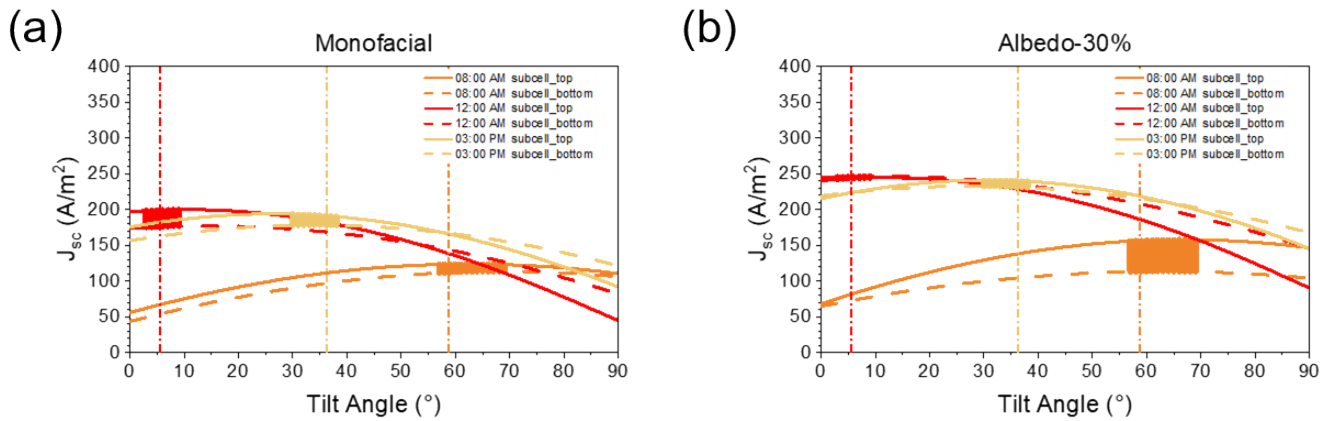 (a)
Monofacial
400
350
300
250
200
150
100
50
0
J_sc (A/m²)
08:00 AM subcell_top
08:00 AM subcell_bottom
12:00 AM subcell_top
12:00 AM subcell_bottom
03:00 PM subcell_top
03:00 PM subcell_bottom
0 10 20 30 40 50 60 70 80 90
Tilt Angle (°)
(b)
Albedo-30%
400
350
300
250
200
150
100
50
0
J_sc (A/m²)
08:00 AM subcell_top
08:00 AM subcell_bottom
12:00 AM subcell_top
12:00 AM subcell_bottom
03:00 PM subcell_top
03:00 PM subcell_bottom
0 10 20 30 40 50 60 70 80 90
Tilt Angle (°)